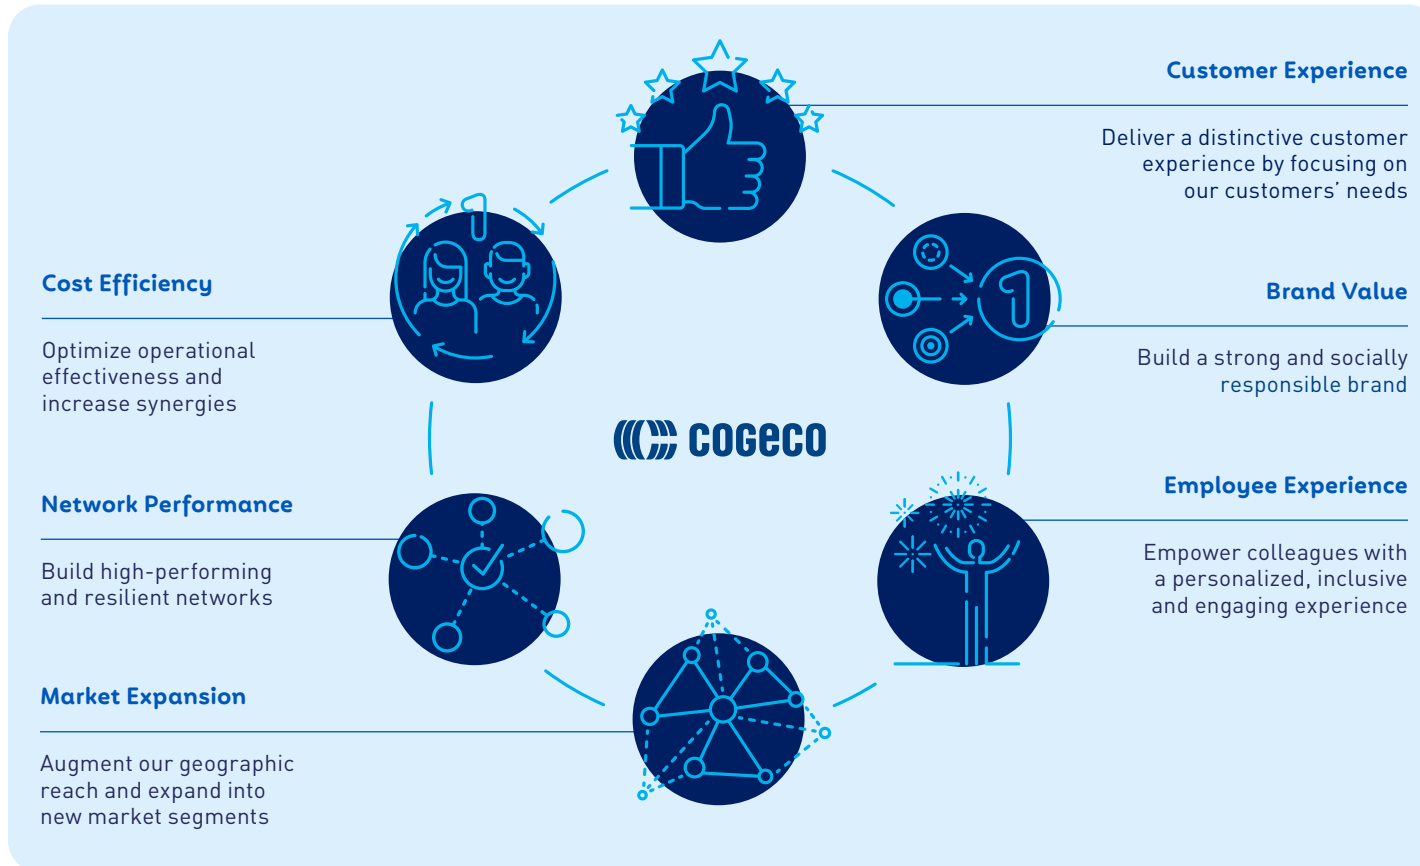 Customer Experience
Deliver a distinctive customer
experience by focusing on
our customers’ needs
Cost Efficiency
Optimize operational
effectiveness and
increase synergies
Brand Value
Build a strong and socially
responsible brand
cogeco
Network Performance
Build high-performing
and resilient networks
Employee Experience
Empower colleagues with
a personalized, inclusive
and engaging experience
Market Expansion
Augment our geographic
reach and expand into
new market segments
1
1